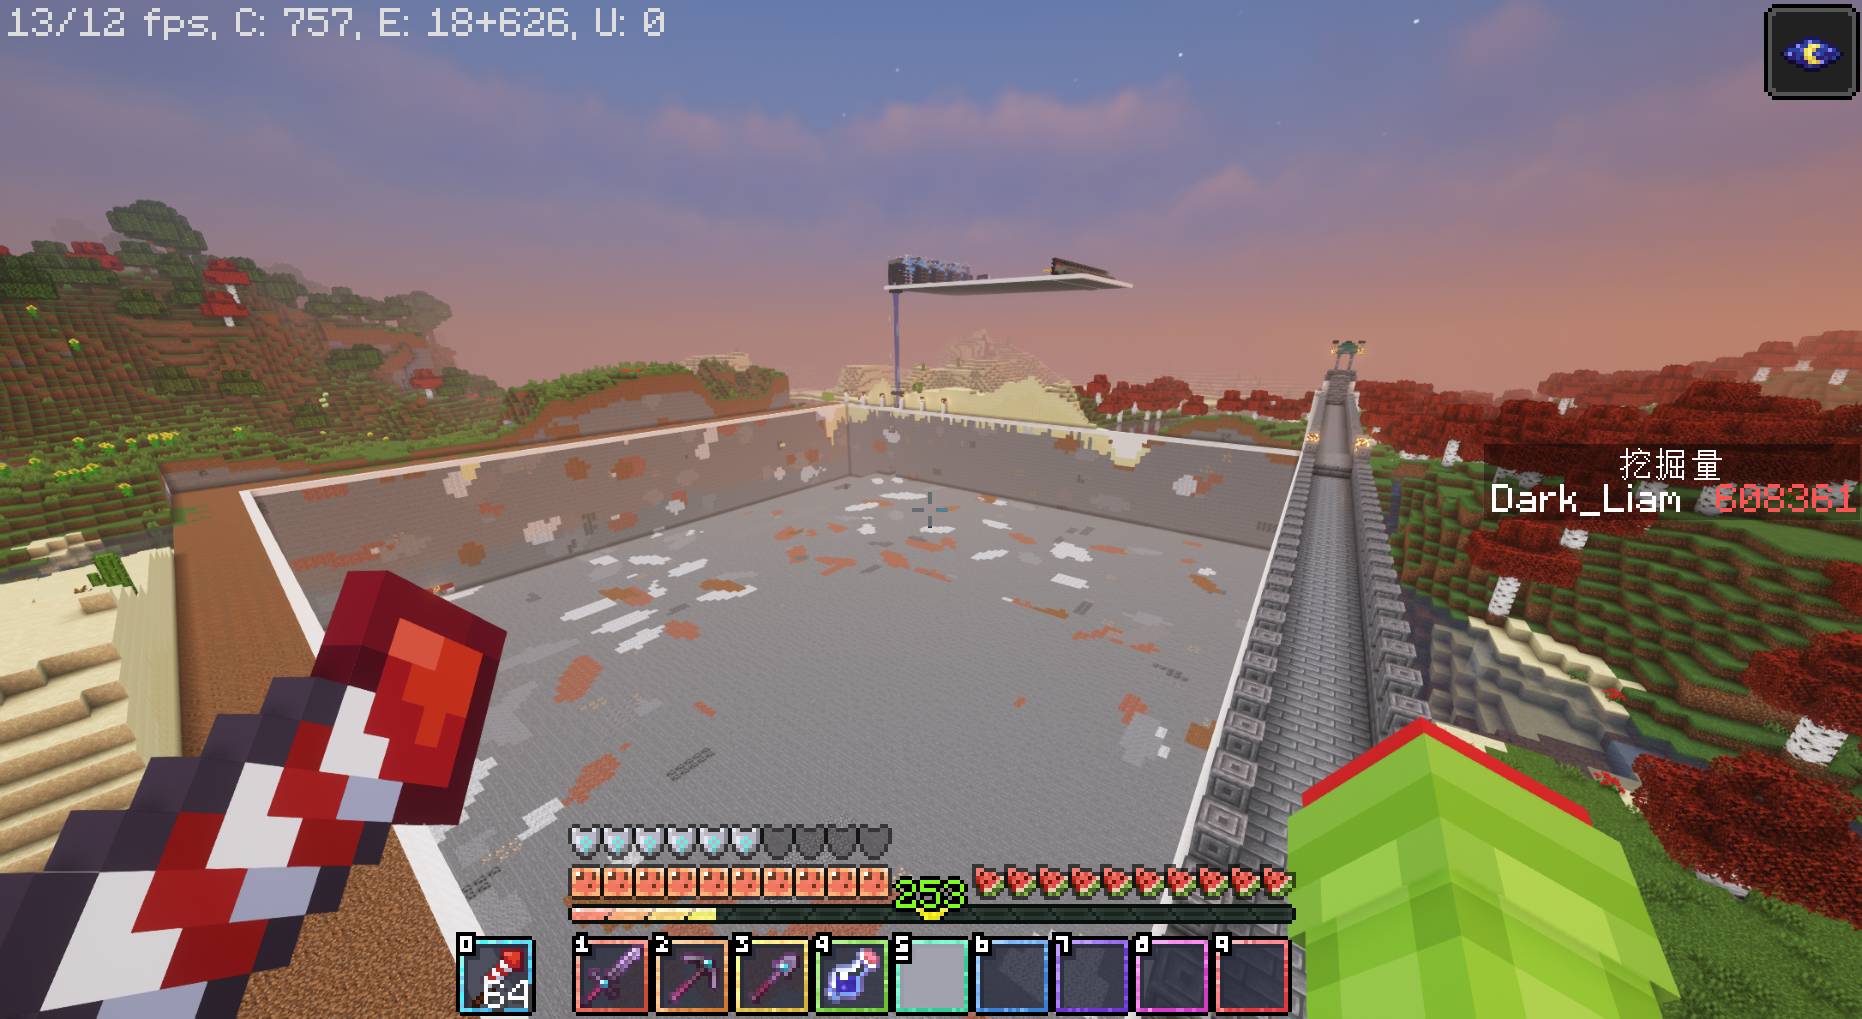 13/12 fps, C: 757, E: 18+626, U: 0
挖掘量
Dark_Liam 608361
253
0 1 2 3 4 5 6 7 8 9
64